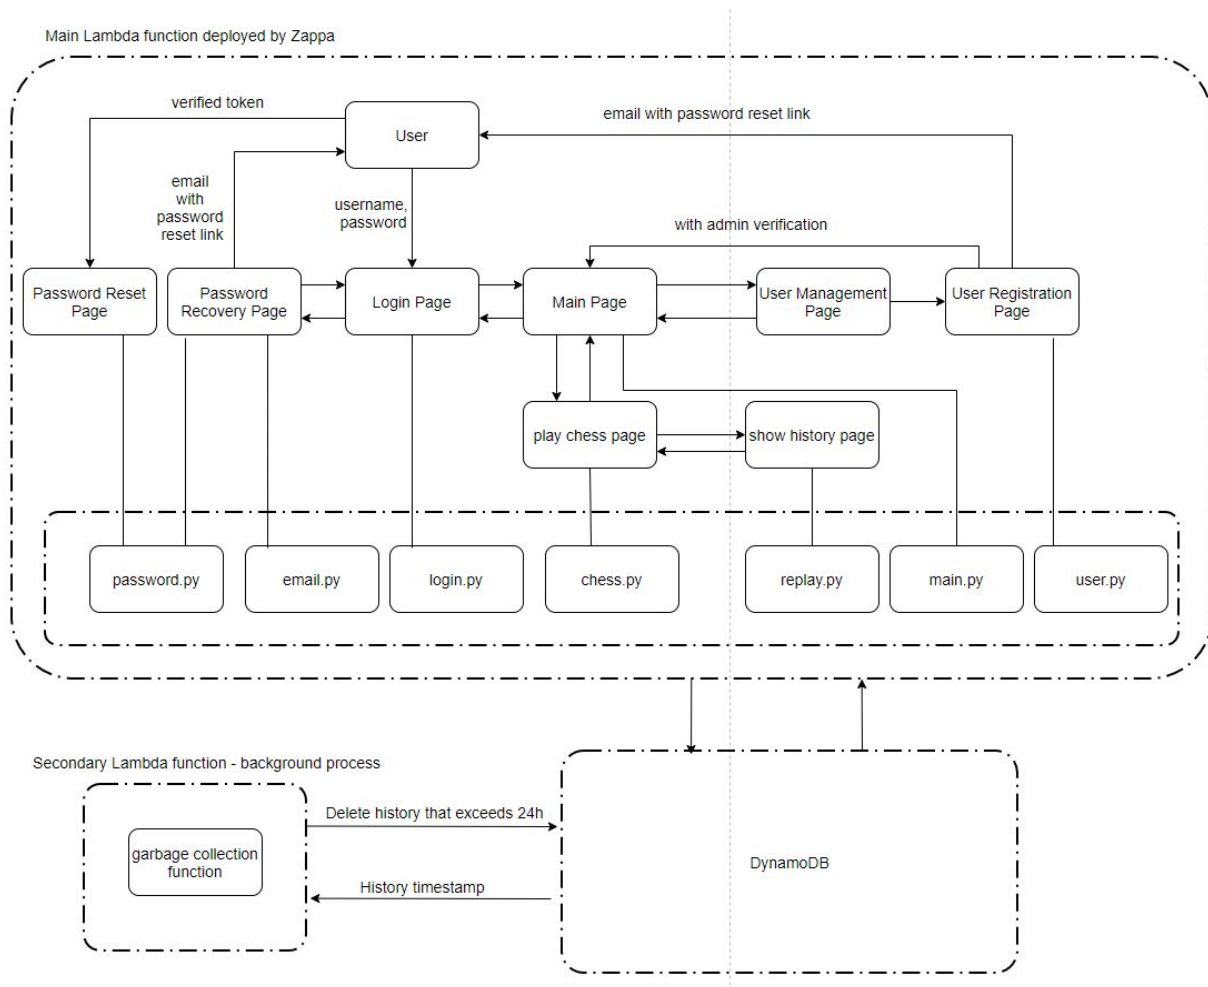 Main Lambda function deployed by Zappa
verified token
User
email with password reset link
email
with
password
reset link
username,
password
with admin verification
Password Reset
Page
Password
Recovery Page
Login Page
Main Page
User Management
Page
User Registration
Page
play chess page
show history page
password.py
email.py
login.py
chess.py
replay.py
main.py
user.py
Secondary Lambda function - background process
Delete history that exceeds 24h
garbage collection
function
History timestamp
DynamoDB